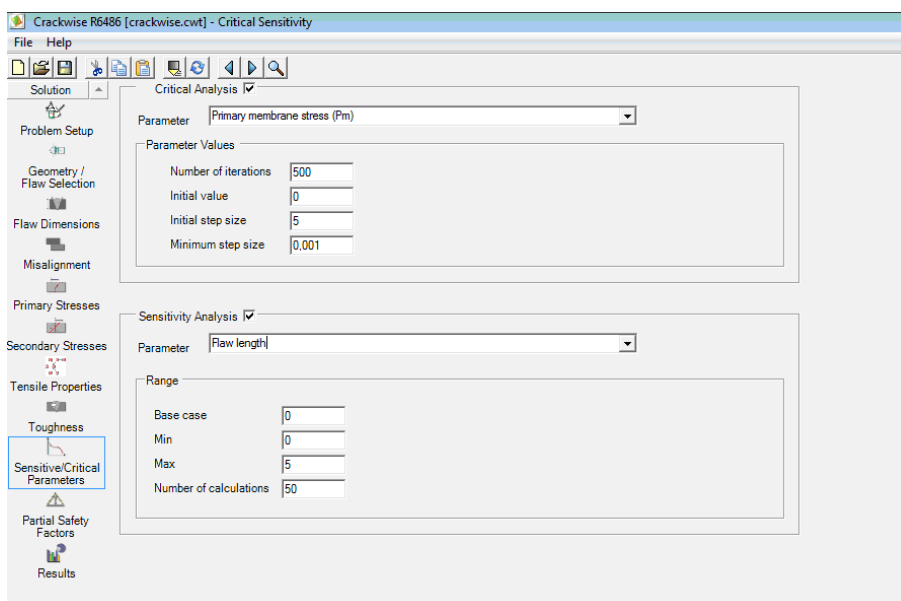 Crackwise R6486 [crackwise.cwt] - Critical Sensitivity
File Help
Solution
Problem Setup
Geometry /
Flaw Selection
Flaw Dimensions
Misalignment
Primary Stresses
Secondary Stresses
Tensile Properties
Toughness
Sensitive/Critical
Parameters
Partial Safety
Factors
Results
Critical Analysis
Parameter Primary membrane stress (Pm)
Parameter Values
Number of iterations 500
Initial value 0
Initial step size 5
Minimum step size 0,001
Sensitivity Analysis
Parameter Flaw length
Range
Base case 0
Min 0
Max 5
Number of calculations 50